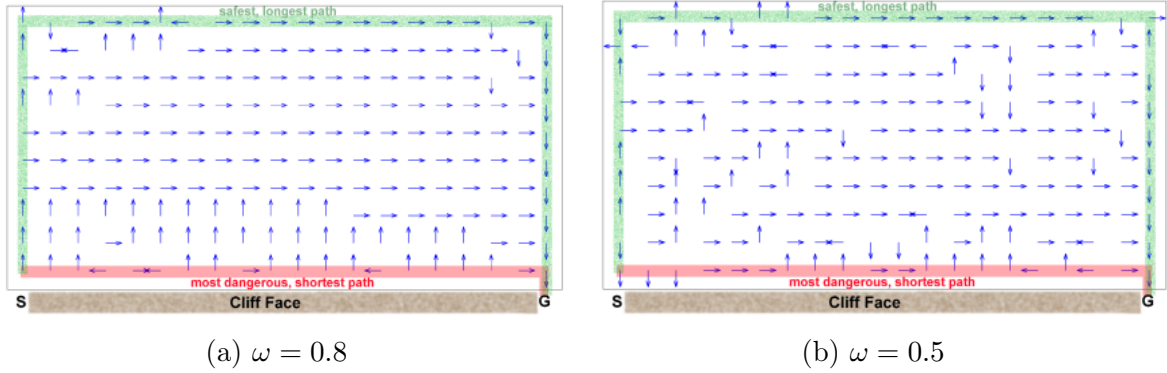 safest, longest path
most dangerous, shortest path
S
Cliff Face
G
(a) ω = 0.8
safest, longest path
most dangerous, shortest path
S
Cliff Face
G
(b) ω = 0.5